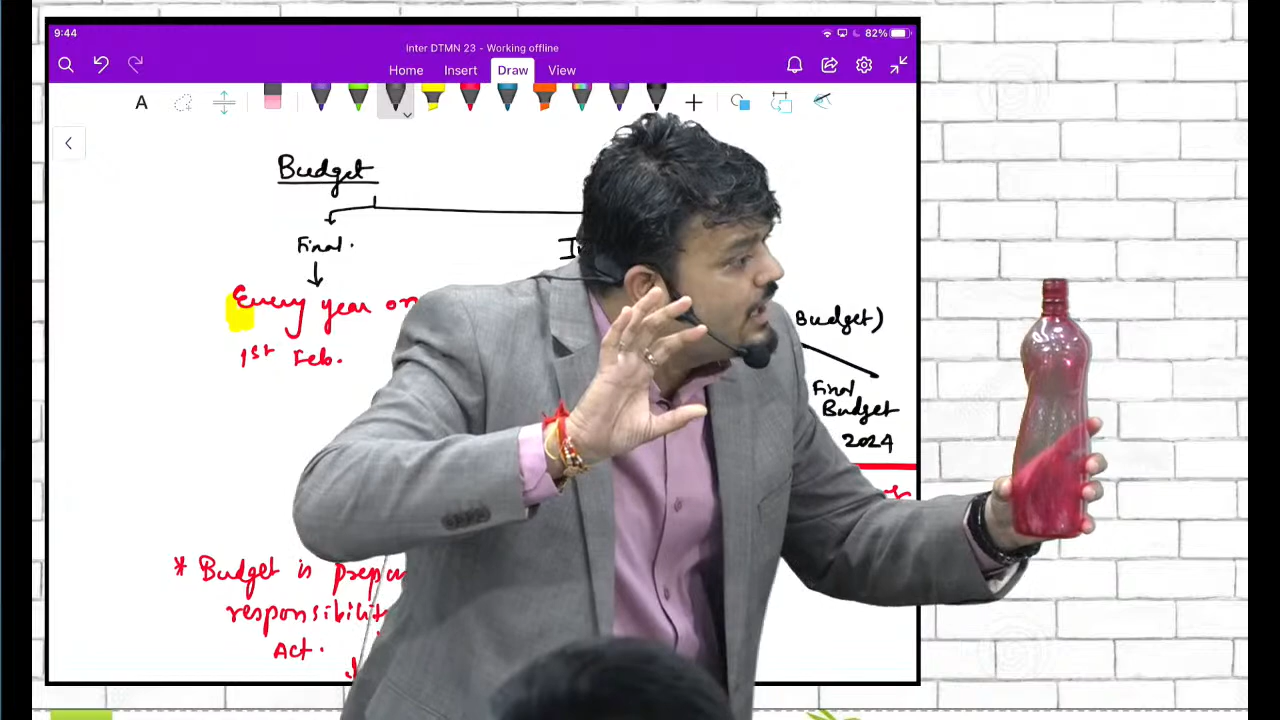 9:44
82%
Inter DTMN 23 - Working offline
Home Insert Draw View
A
Budget
Final.
Every year on
1st Feb.
Budget)
Final
Budget
2024
* Budget is
responsibilit
Act.